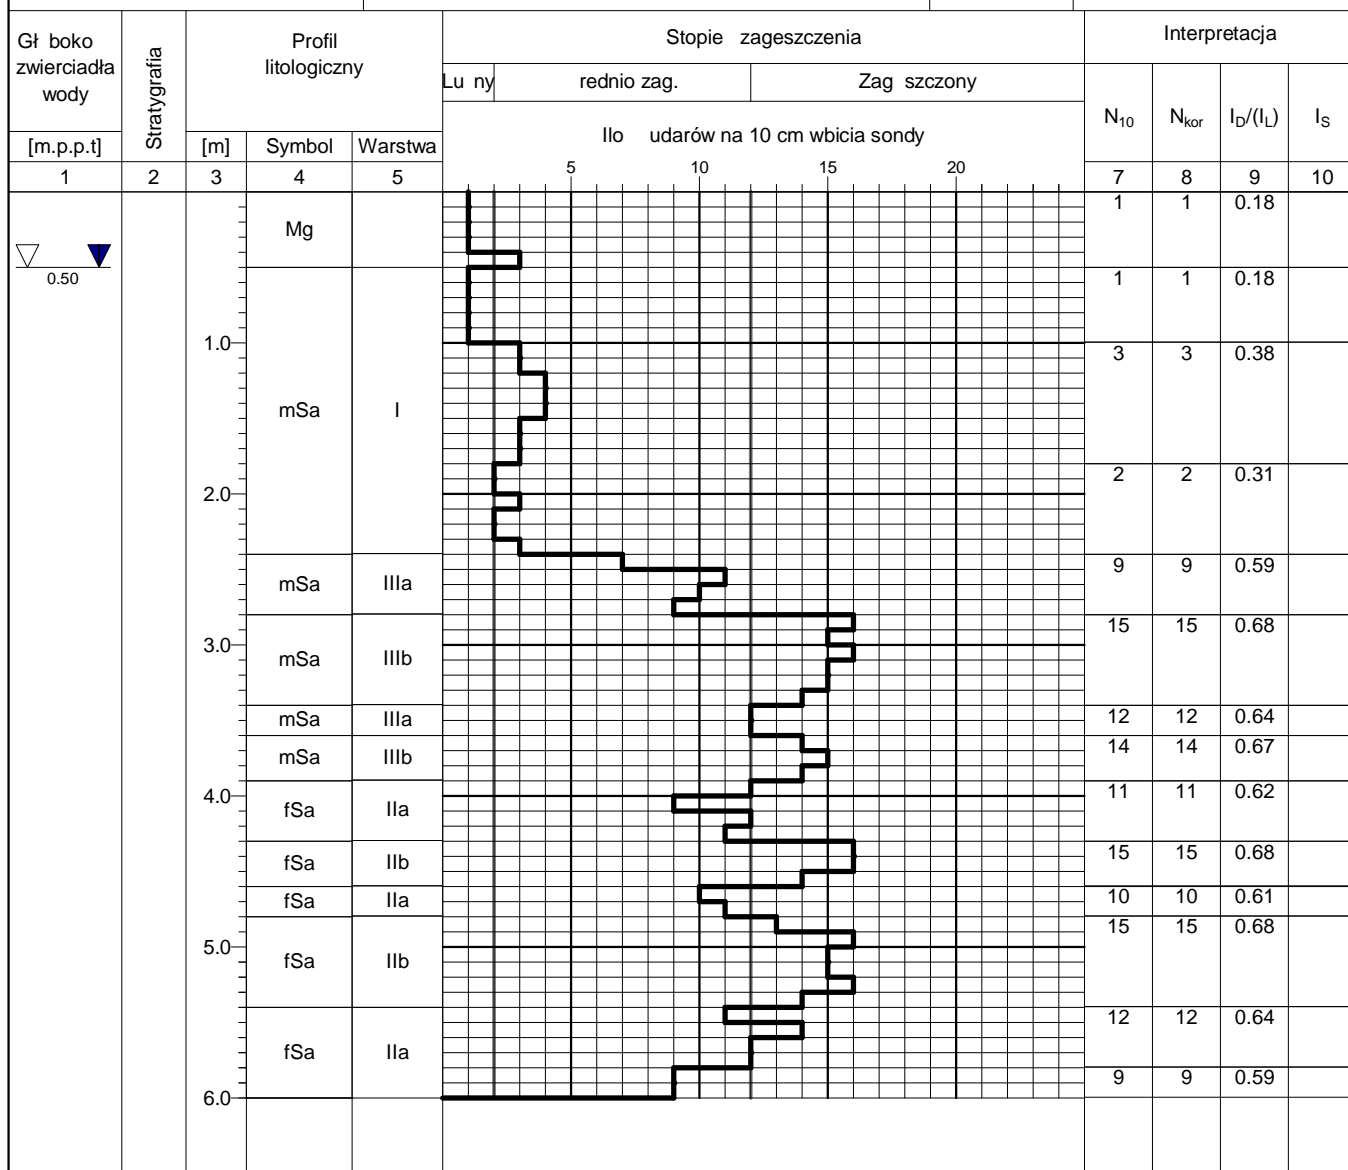 Gł boko
zwierciadła
wody
[m.p.p.t]
Stratygrafia
Profil
litologiczny
[m] Symbol Warstwa
Stopie zageszczenia
Lu ny rednio zag. Zag szczony
Ilo udarów na 10 cm wbicia sondy
5 10 15 20
Interpretacja
N10 Nkor ID/(IL) IS
1 2 3 4 5 7 8 9 10
Mg 1 1 0.18
0.50
1 1 0.18
1.0
3 3 0.38
mSa I
2 2 0.31
2.0
mSa IIIa 9 9 0.59
mSa IIIb 15 15 0.68
3.0
mSa IIIa 12 12 0.64
mSa IIIb 14 14 0.67
4.0
fSa IIa 11 11 0.62
fSa IIb 15 15 0.68
fSa IIa 10 10 0.61
fSa IIb 15 15 0.68
5.0
fSa IIa 12 12 0.64
9 9 0.59
6.0